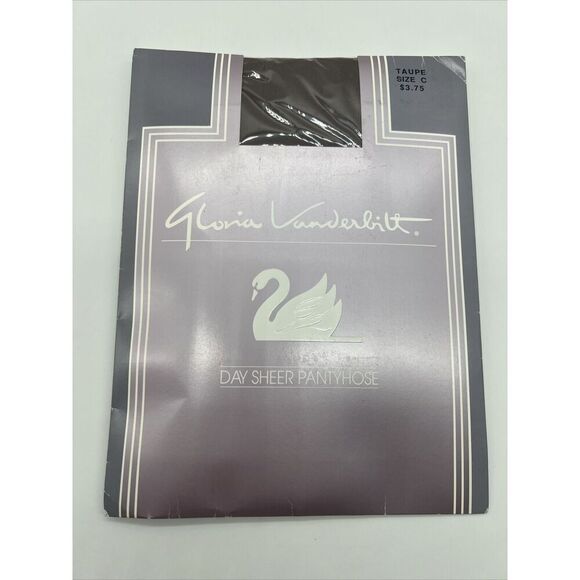 TAUPE
SIZE C
$3.75
Gloria Vanderbilt.
DAY SHEER PANTYHOSE